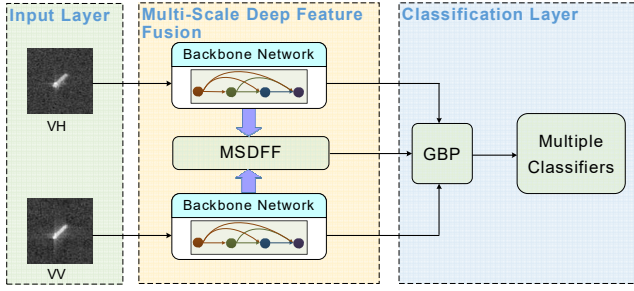 Input Layer
Multi-Scale Deep Feature
Fusion
Classification Layer
Backbone Network
VH
MSDFF
GBP
Multiple
Classifiers
Backbone Network
VV